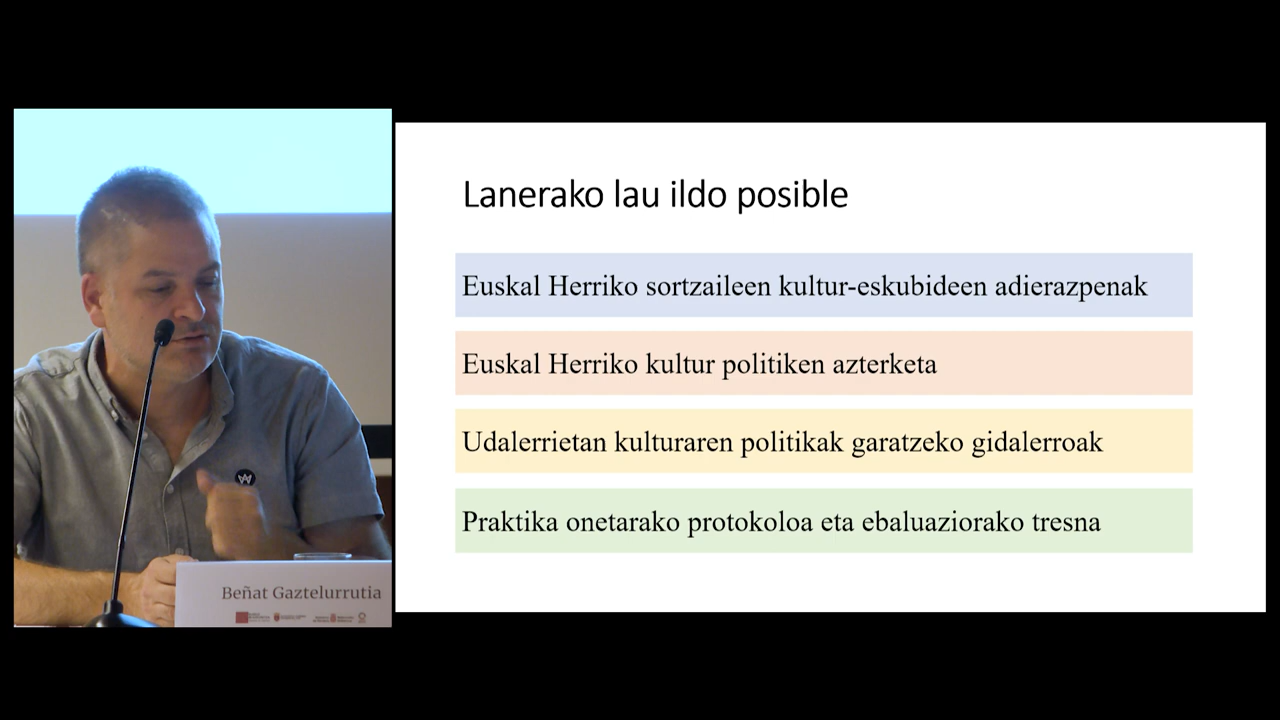 Lanerako lau ildo posible
Euskal Herriko sortzaileen kultur-eskubideen adierazpenak
Euskal Herriko kultur politiken azterketa
Udalerrietan kulturaren politikak garatzeko gidalerroak
Praktika onetarako protokoloa eta ebaluaziorako tresna
Beñat Gaztelurrutia